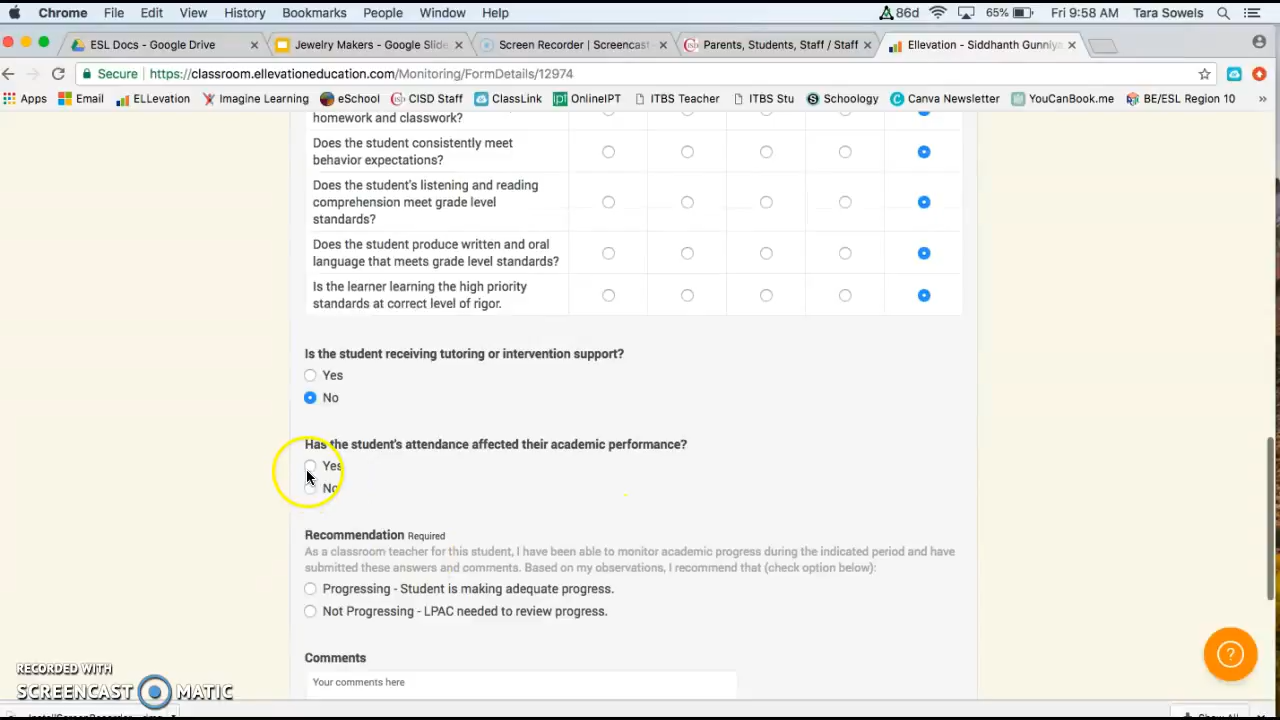 Chrome File Edit View History Bookmarks People Window Help 86d 65% Fri 9:58 AM Tara Sowels
ESL Docs - Google Drive Jewelry Makers - Google Slide Screen Recorder | Screencast- Parents, Students, Staff / Staff Ellevation - Siddhanth Gunniya
Secure https://classroom.ellevationeducation.com/Monitoring/FormDetails/12974
Apps Email ELLevation Imagine Learning eSchool CISD Staff ClassLink OnlineIPT ITBS Teacher ITBS Stu Schoology Canva Newsletter YouCanBook.me BE/ESL Region 10 »
homework and classwork?
Does the student consistently meet
behavior expectations?
Does the student's listening and reading
comprehension meet grade level
standards?
Does the student produce written and oral
language that meets grade level standards?
Is the learner learning the high priority
standards at correct level of rigor.
Is the student receiving tutoring or intervention support?
Yes
No
Has the student's attendance affected their academic performance?
Yes
No
Recommendation Required
As a classroom teacher for this student, I have been able to monitor academic progress during the indicated period and have
submitted these answers and comments. Based on my observations, I recommend that (check option below):
Progressing - Student is making adequate progress.
Not Progressing - LPAC needed to review progress.
Comments
Your comments here
?
RECORDED WITH
SCREENCAST MATIC
Show All